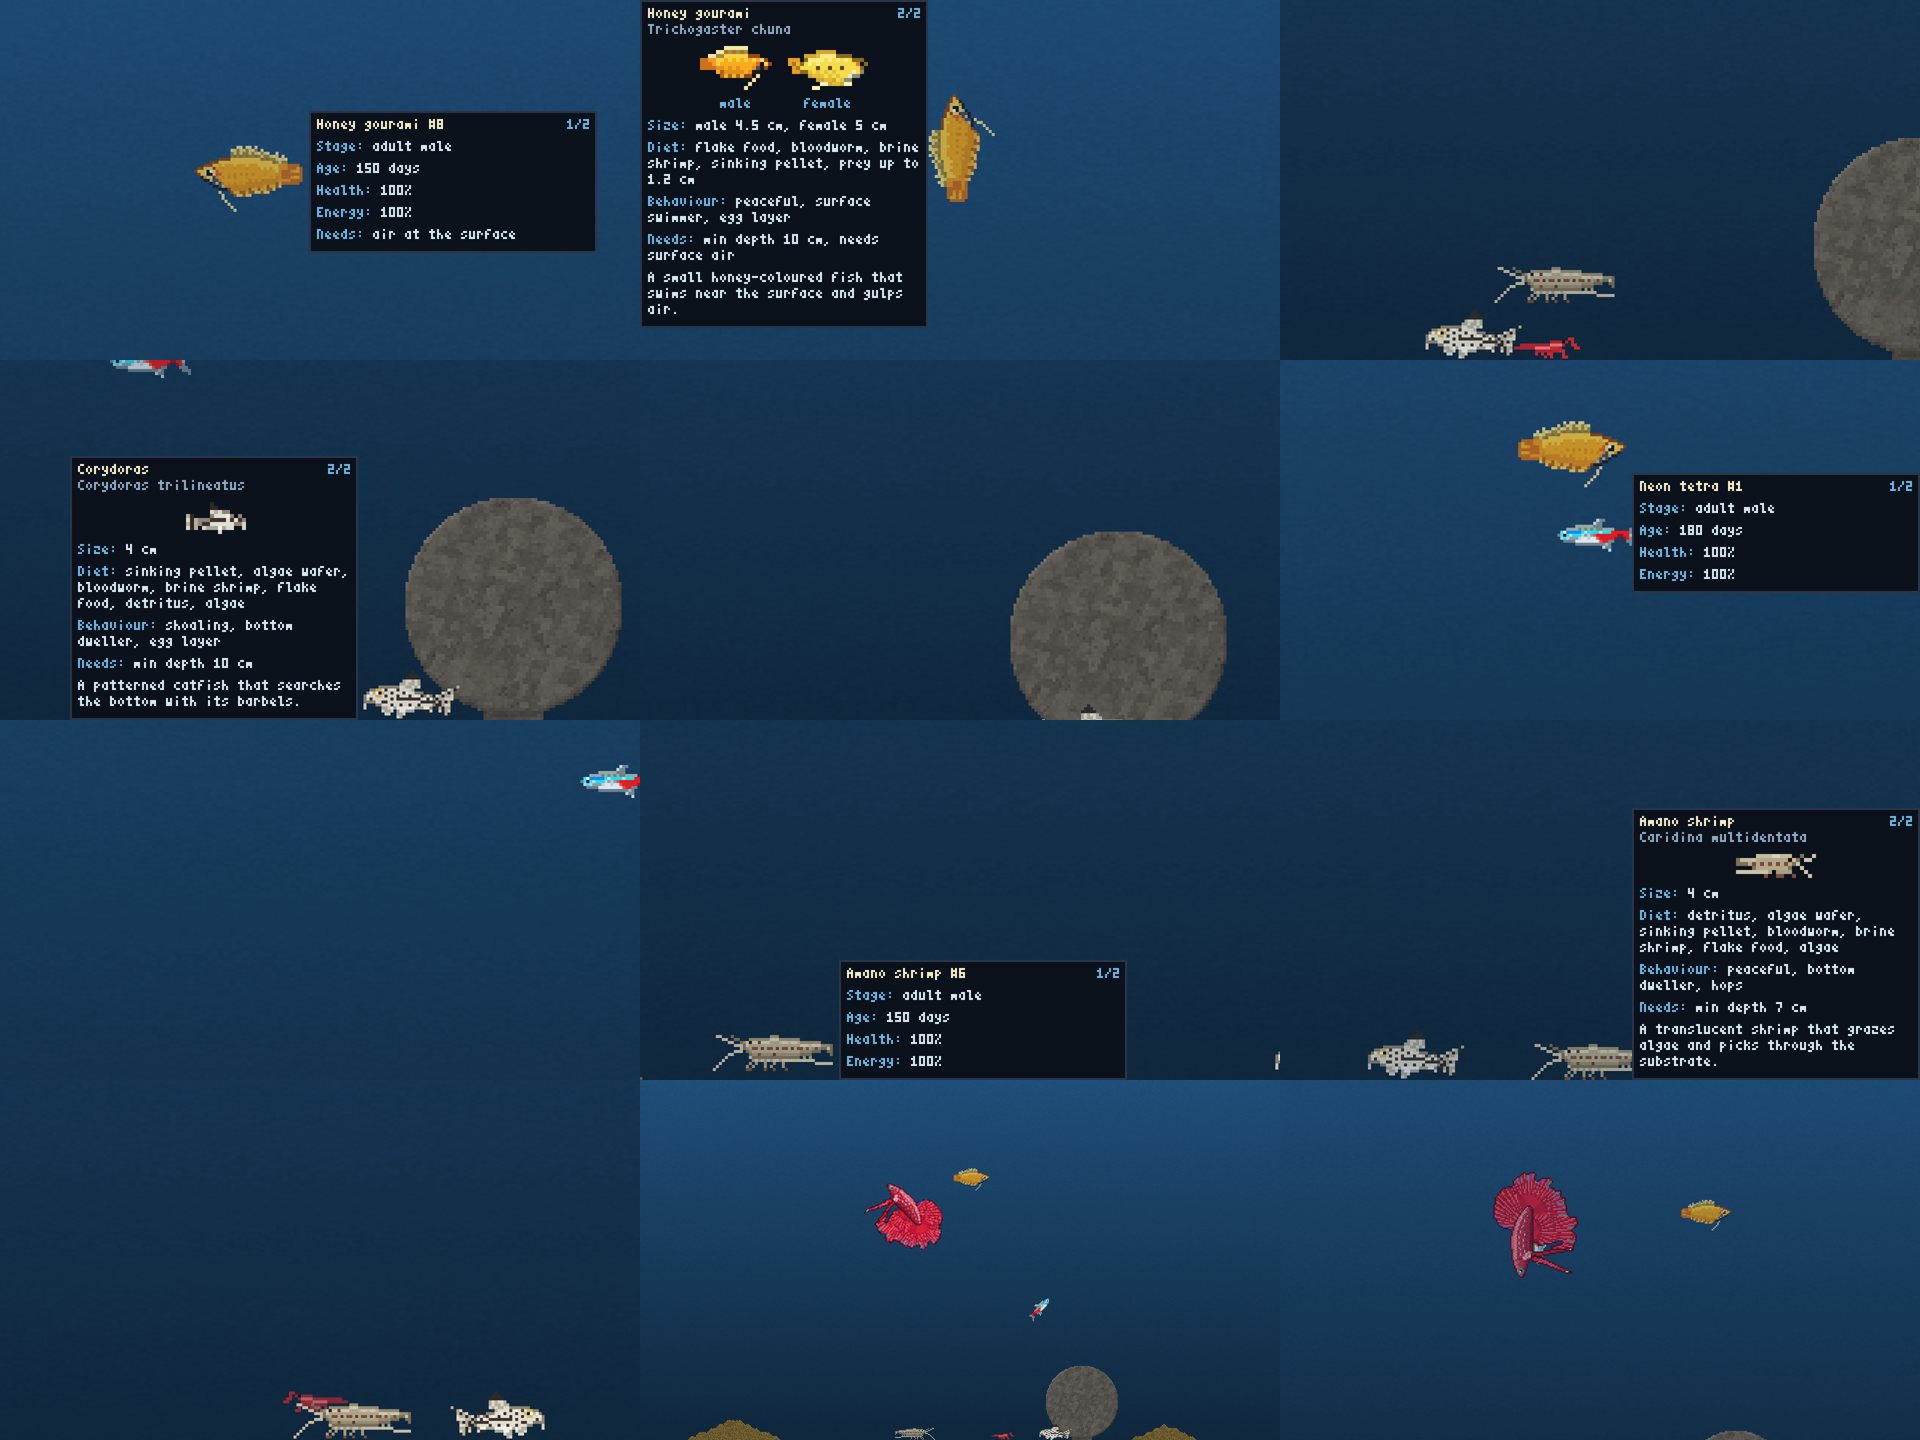 Honey gourami #8 1/2
Stage: adult male
Age: 150 days
Health: 100%
Energy: 100%
Needs: air at the surface
Honey gourami 2/2
Trichogaster chuna
male female
Size: male 4.5 cm, female 5 cm
Diet: flake food, bloodworm, brine
shrimp, sinking pellet, prey up to
1.2 cm
Behaviour: peaceful, surface
swimmer, egg layer
Needs: min depth 10 cm, needs
surface air
A small honey-coloured fish that
swims near the surface and gulps
air.
Corydoras 2/2
Corydoras trilineatus
Size: 4 cm
Diet: sinking pellet, algae wafer,
bloodworm, brine shrimp, flake
food, detritus, algae
Behaviour: shoaling, bottom
dweller, egg layer
Needs: min depth 10 cm
A patterned catfish that searches
the bottom with its barbels.
Neon tetra #1 1/2
Stage: adult male
Age: 180 days
Health: 100%
Energy: 100%
Amano shrimp #6 1/2
Stage: adult male
Age: 150 days
Health: 100%
Energy: 100%
Amano shrimp 2/2
Caridina multidentata
Size: 4 cm
Diet: detritus, algae wafer,
sinking pellet, bloodworm, brine
shrimp, flake food, algae
Behaviour: peaceful, bottom
dweller, hops
Needs: min depth 7 cm
A translucent shrimp that grazes
algae and picks through the
substrate.